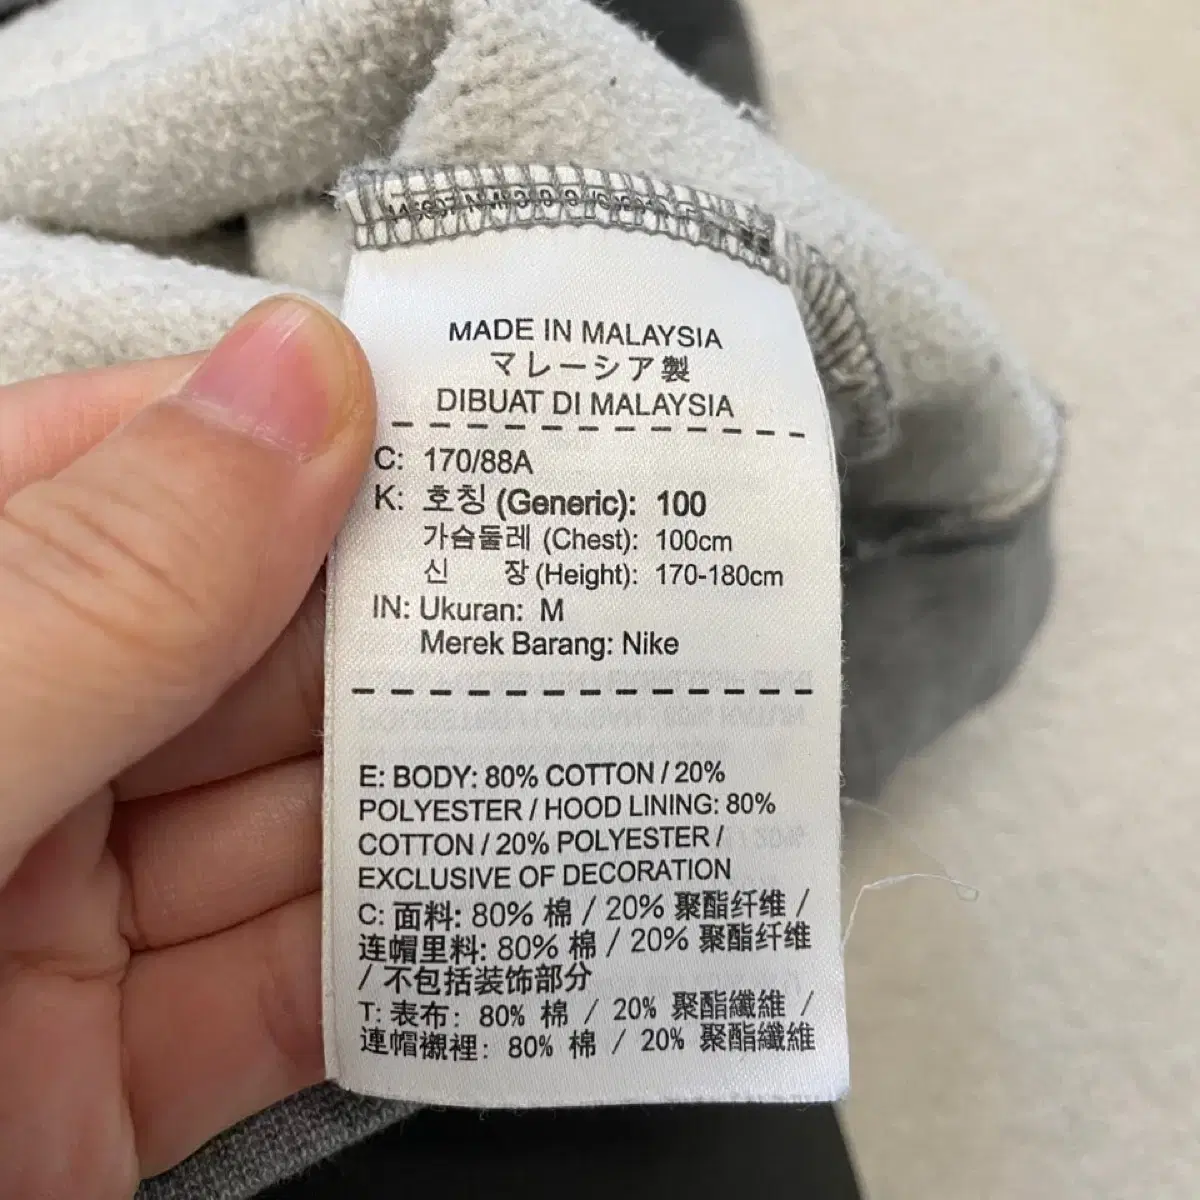 MADE IN MALAYSIA
マレーシア製
DIBUAT DI MALAYSIA
C: 170/88A
K: 호칭 (Generic): 100
가슴둘레 (Chest): 100cm
신 장 (Height): 170-180cm
IN: Ukuran: M
Merek Barang: Nike
E: BODY: 80% COTTON / 20%
POLYESTER / HOOD LINING: 80%
COTTON / 20% POLYESTER /
EXCLUSIVE OF DECORATION
C: 面料: 80% 棉 / 20% 聚酯纤维 /
连帽里料: 80% 棉 / 20% 聚酯纤维
/ 不包括装饰部分
T: 表布: 80% 棉 / 20% 聚酯纖維 /
連帽襯裡: 80% 棉 / 20% 聚酯纖維